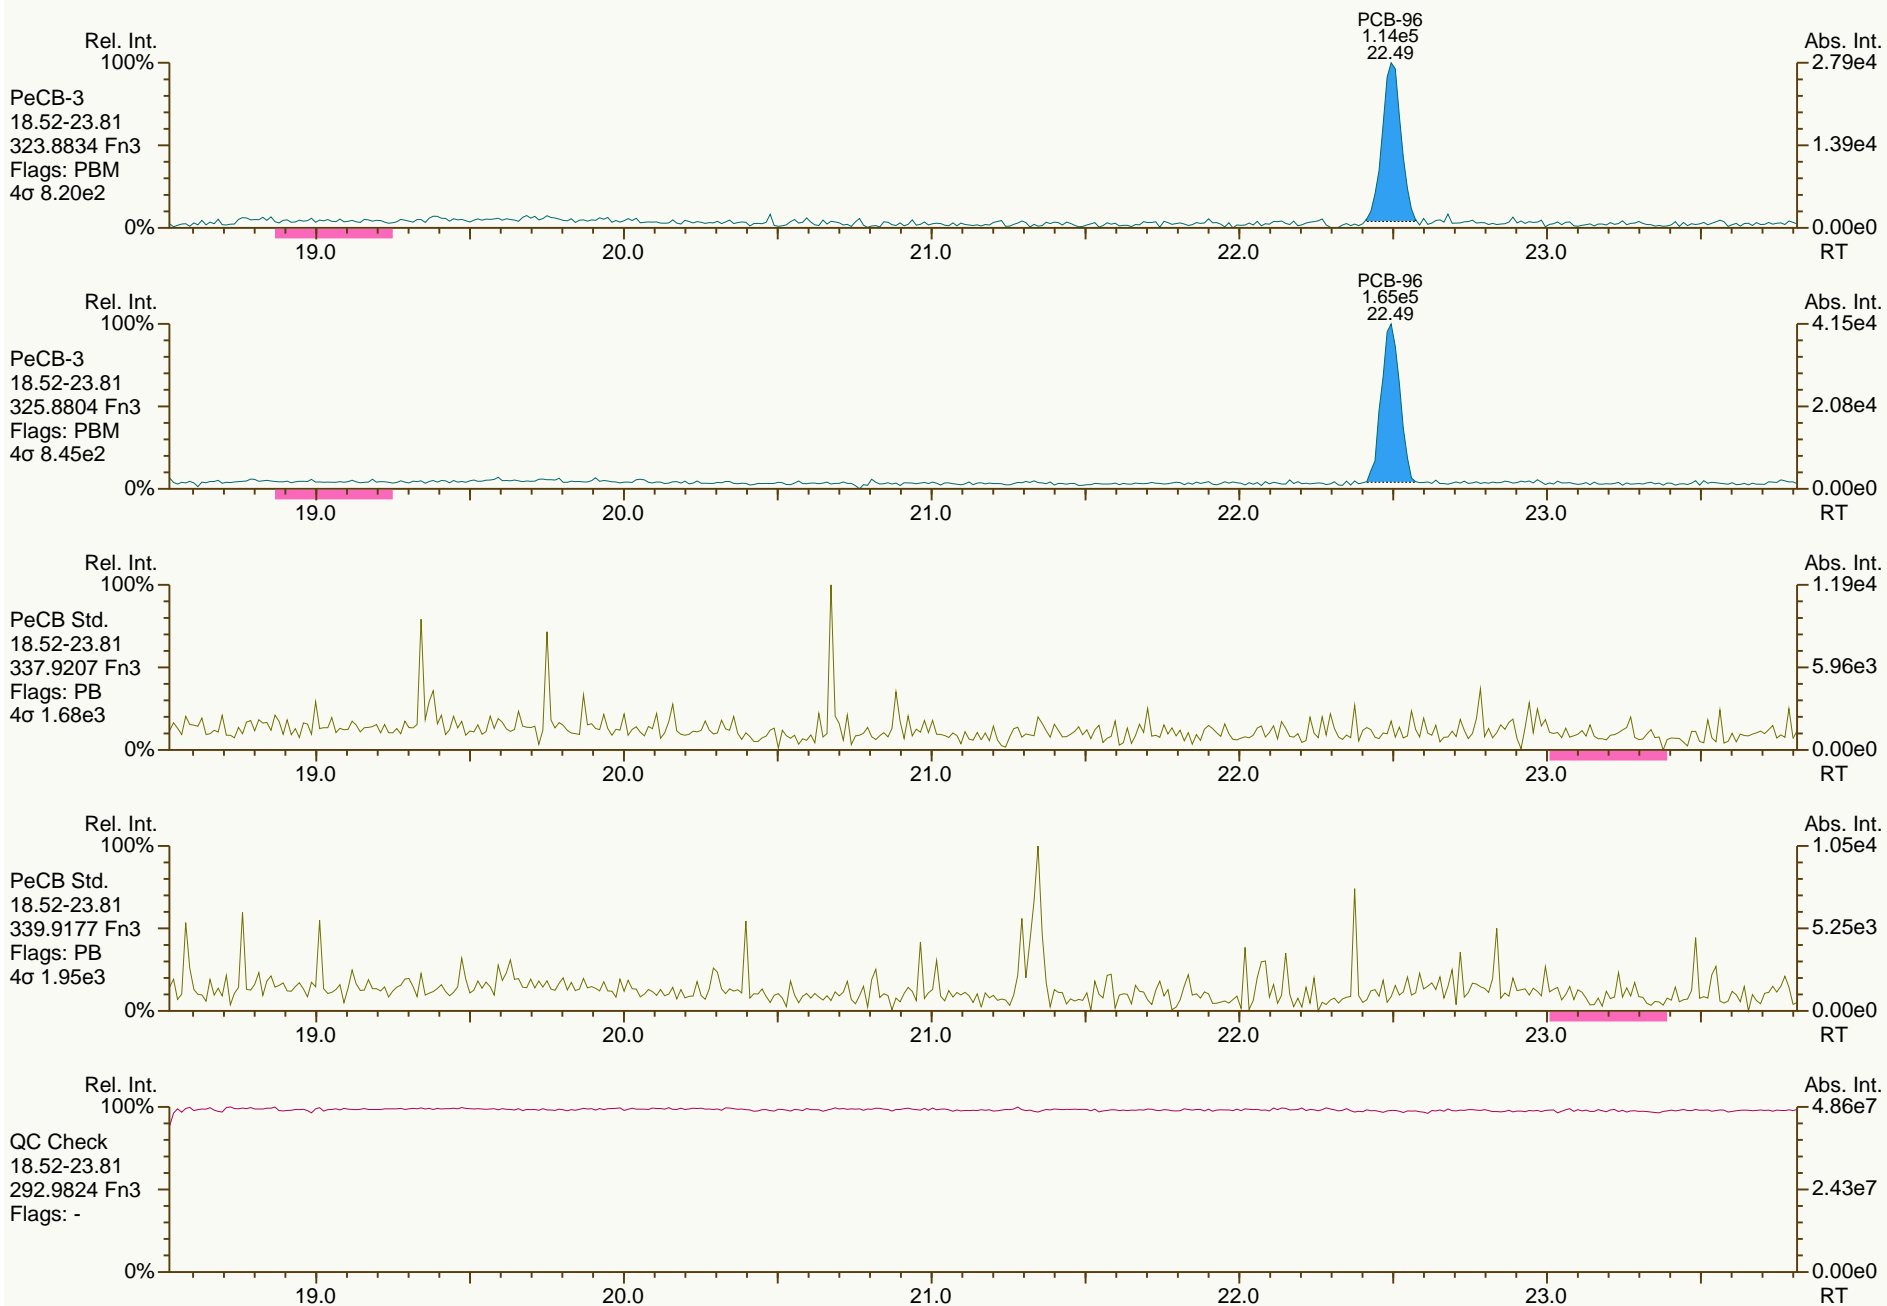 PCB-96
1.14e5
22.49
Rel. Int.
Abs. Int.
100%
2.79e4
PeCB-3
18.52-23.81
323.8834 Fn3
1.39e4
Flags: PBM
4σ 8.20e2
0%
0.00e0
19.0 20.0 21.0 22.0 23.0 RT
PCB-96
1.65e5
22.49
Rel. Int.
Abs. Int.
100%
4.15e4
PeCB-3
18.52-23.81
325.8804 Fn3
2.08e4
Flags: PBM
4σ 8.45e2
0%
0.00e0
19.0 20.0 21.0 22.0 23.0 RT
Rel. Int.
Abs. Int.
100%
1.19e4
PeCB Std.
18.52-23.81
337.9207 Fn3
5.96e3
Flags: PB
4σ 1.68e3
0%
0.00e0
19.0 20.0 21.0 22.0 23.0 RT
Rel. Int.
Abs. Int.
100%
1.05e4
PeCB Std.
18.52-23.81
339.9177 Fn3
5.25e3
Flags: PB
4σ 1.95e3
0%
0.00e0
19.0 20.0 21.0 22.0 23.0 RT
Rel. Int.
Abs. Int.
100%
4.86e7
QC Check
18.52-23.81
292.9824 Fn3
2.43e7
Flags: -
0%
0.00e0
19.0 20.0 21.0 22.0 23.0 RT